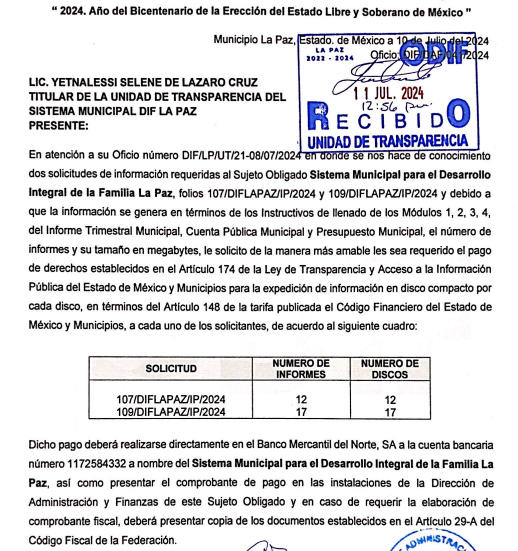 “ 2024. Año del Bicentenario de la Erección del Estado Libre y Soberano de México ”
Municipio La Paz, Estado. de México a 10 de Julio del 2024
Oficio: DIF/DAF/
LA PAZ
2022 - 2024
ODIF
11 JUL. 2024
12:56 pm
RECIBIDO
UNIDAD DE TRANSPARENCIA
LIC. YETNALESSI SELENE DE LAZARO CRUZ
TITULAR DE LA UNIDAD DE TRANSPARENCIA DEL
SISTEMA MUNICIPAL DIF LA PAZ
PRESENTE:
En atención a su Oficio número DIF/LP/UT/21-08/07/2024 en donde se nos hace de conocimiento
dos solicitudes de información requeridas al Sujeto Obligado Sistema Municipal para el Desarrollo
Integral de la Familia La Paz, folios 107/DIFLAPAZ/IP/2024 y 109/DIFLAPAZ/IP/2024 y debido a
que la información se genera en términos de los Instructivos de llenado de los Módulos 1, 2, 3, 4,
del Informe Trimestral Municipal, Cuenta Pública Municipal y Presupuesto Municipal, el número de
informes y su tamaño en megabytes, le solicito de la manera más amable les sea requerido el pago
de derechos establecidos en el Artículo 174 de la Ley de Transparencia y Acceso a la Información
Pública del Estado de México y Municipios para la expedición de información en disco compacto por
cada disco, en términos del Artículo 148 de la tarifa publicada el Código Financiero del Estado de
México y Municipios, a cada uno de los solicitantes, de acuerdo al siguiente cuadro:
SOLICITUD NUMERO DE INFORMES NUMERO DE DISCOS
107/DIFLAPAZ/IP/2024 12 12
109/DIFLAPAZ/IP/2024 17 17
Dicho pago deberá realizarse directamente en el Banco Mercantil del Norte, SA a la cuenta bancaria
número 1172584332 a nombre del Sistema Municipal para el Desarrollo Integral de la Familia La
Paz, así como presentar el comprobante de pago en las instalaciones de la Dirección de
Administración y Finanzas de este Sujeto Obligado y en caso de requerir la elaboración de
comprobante fiscal, deberá presentar copia de los documentos establecidos en el Artículo 29-A del
Código Fiscal de la Federación.